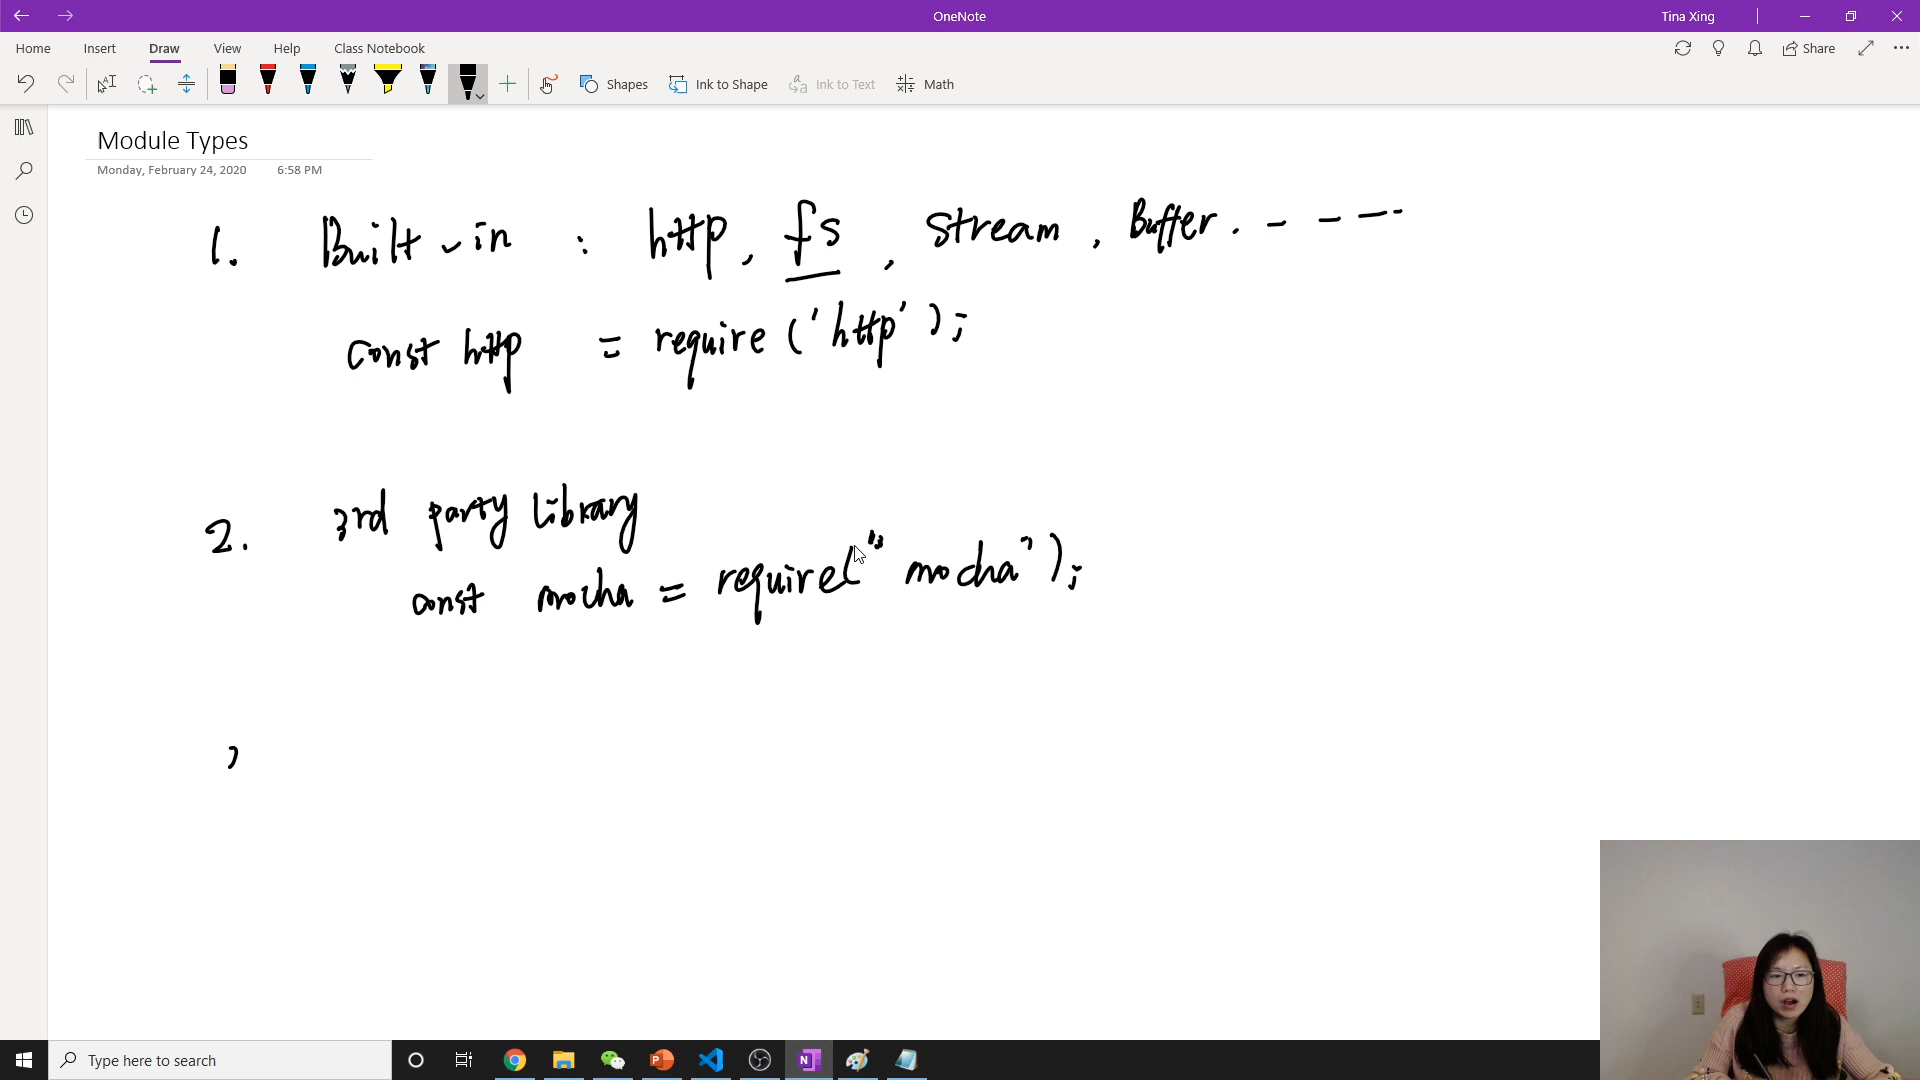 OneNote
Tina Xing
Home Insert Draw View Help Class Notebook
Share
Shapes Ink to Shape Ink to Text Math
Module Types
Monday, February 24, 2020 6:58 PM
1. Built-in : http, fs, stream, Buffer. - - - -
const http = require('http');
2. 3rd party library
const mocha = require("mocha");
Type here to search